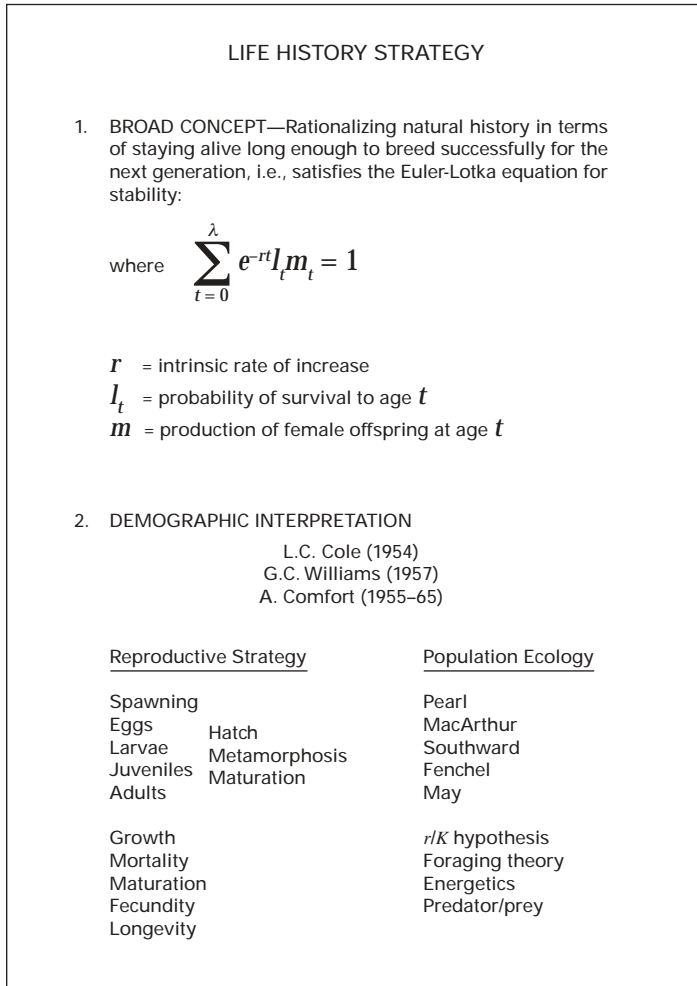 LIFE HISTORY STRATEGY
1. BROAD CONCEPT—Rationalizing natural history in terms
of staying alive long enough to breed successfully for the
next generation, i.e., satisfies the Euler-Lotka equation for
stability:
λ
where ∑ e^{–rt}l_t m_t = 1
t = 0
r = intrinsic rate of increase
l_t = probability of survival to age t
m = production of female offspring at age t
2. DEMOGRAPHIC INTERPRETATION
L.C. Cole (1954)
G.C. Williams (1957)
A. Comfort (1955–65)
Reproductive Strategy
Spawning
Eggs
Larvae
Juveniles
Adults
Hatch
Metamorphosis
Maturation
Growth
Mortality
Maturation
Fecundity
Longevity
Population Ecology
Pearl
MacArthur
Southward
Fenchel
May
r/K hypothesis
Foraging theory
Energetics
Predator/prey